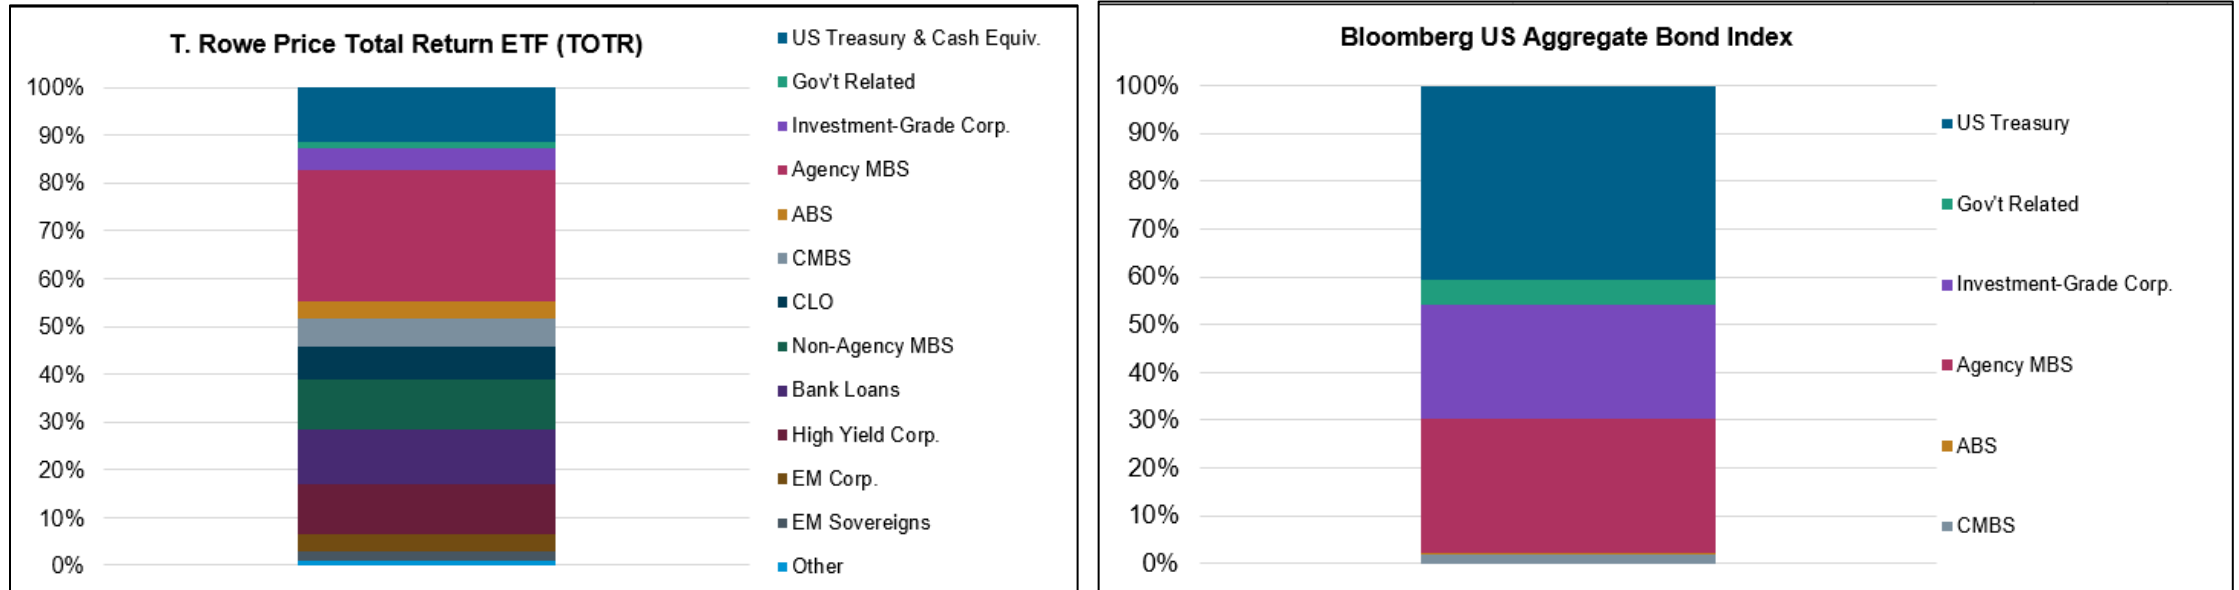 T. Rowe Price Total Return ETF (TOTR)
100%
90%
80%
70%
60%
50%
40%
30%
20%
10%
0%
US Treasury & Cash Equiv.
Gov't Related
Investment-Grade Corp.
Agency MBS
ABS
CMBS
CLO
Non-Agency MBS
Bank Loans
High Yield Corp.
EM Corp.
EM Sovereigns
Other
Bloomberg US Aggregate Bond Index
100%
90%
80%
70%
60%
50%
40%
30%
20%
10%
0%
US Treasury
Gov't Related
Investment-Grade Corp.
Agency MBS
ABS
CMBS